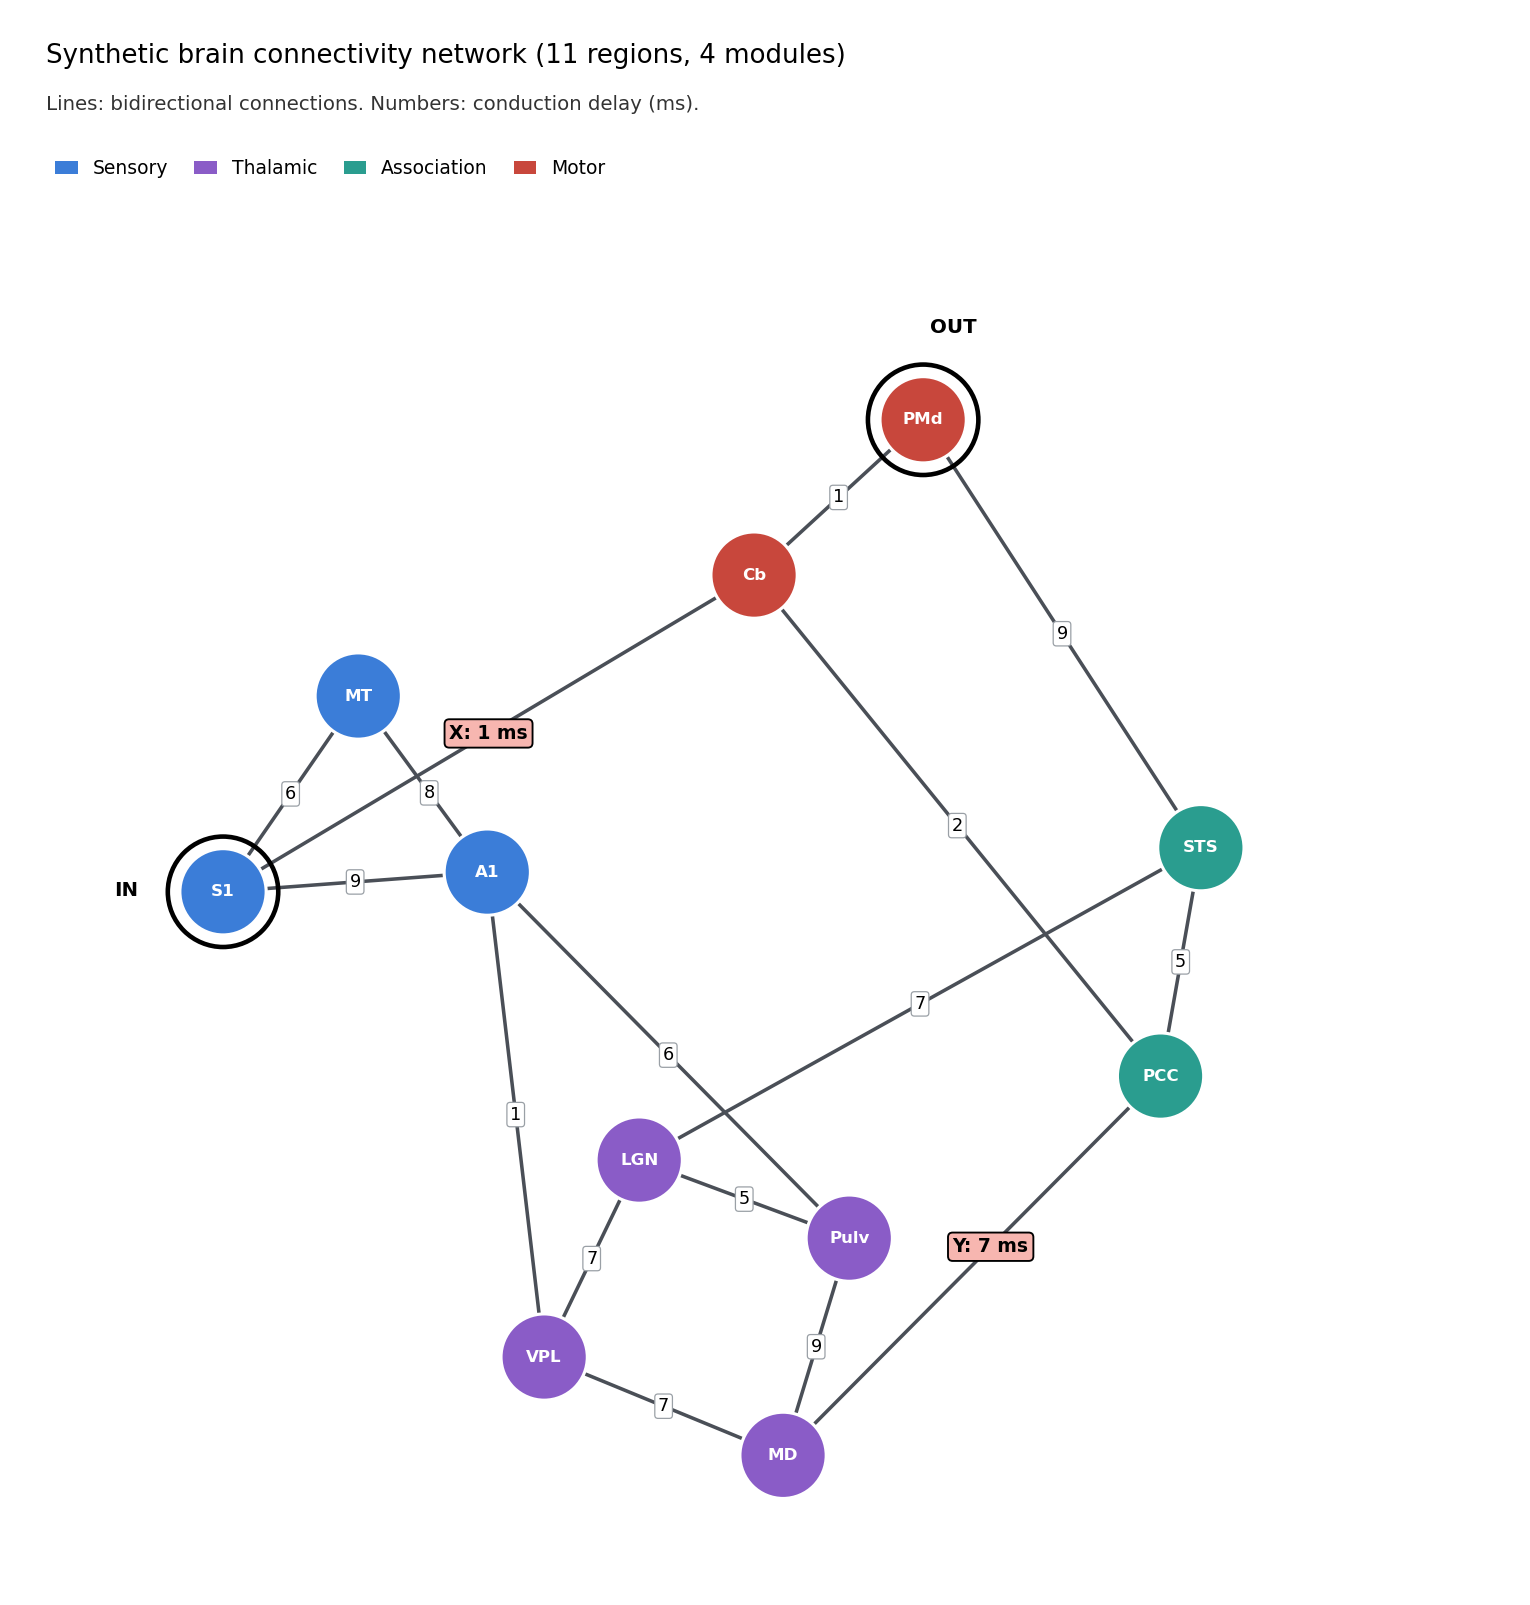 Synthetic brain connectivity network (11 regions, 4 modules)
Lines: bidirectional connections. Numbers: conduction delay (ms).
Sensory Thalamic Association Motor
OUT
PMd
1
Cb
9
MT
X: 1 ms
6
8
2
STS
A1
9
IN
S1
5
7
6
PCC
1
LGN
5
Pulv
Y: 7 ms
7
9
VPL
7
MD